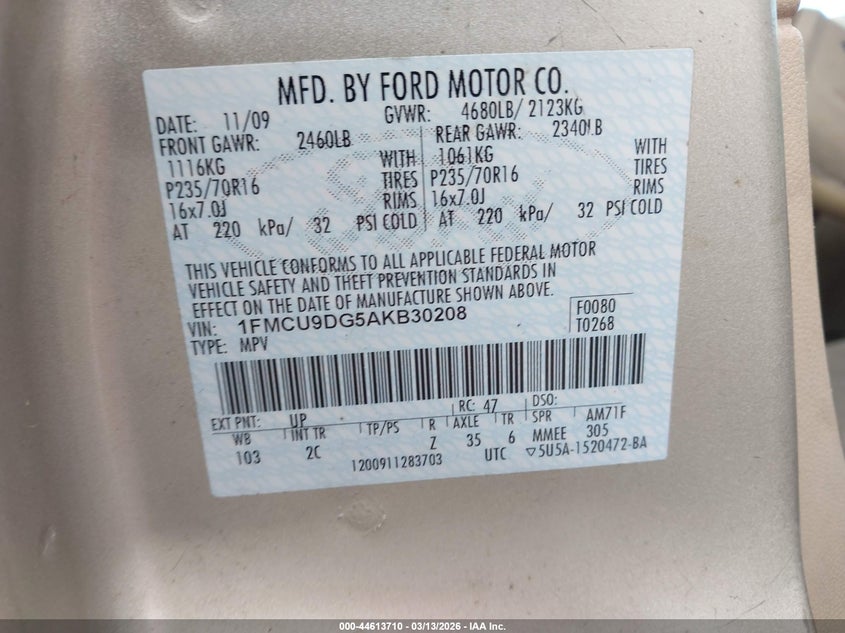 MFD. BY FORD MOTOR CO.
DATE: 11/09 GVWR: 4680LB/ 2123KG
FRONT GAWR: 2460LB REAR GAWR: 2340LB
1116KG WITH 1061KG WITH
P235/70R16 TIRES P235/70R16 TIRES
16x7.0J RIMS 16x7.0J RIMS
AT 220 kPa/ 32 PSI COLD AT 220 kPa/ 32 PSI COLD
THIS VEHICLE CONFORMS TO ALL APPLICABLE FEDERAL MOTOR
VEHICLE SAFETY AND THEFT PREVENTION STANDARDS IN
EFFECT ON THE DATE OF MANUFACTURE SHOWN ABOVE.
VIN: 1FMCU9DG5AKB30208 F0080
TYPE: MPV T0268
EXT PNT: UP RC: 47 DSO:
WB INT TR TP/PS R AXLE TR SPR AM71F
103 2C Z 35 6 MMEE 305
1200911283703 UTC ▽5U5A-1520472-BA
000-44613710 - 03/13/2026 - IAA Inc.